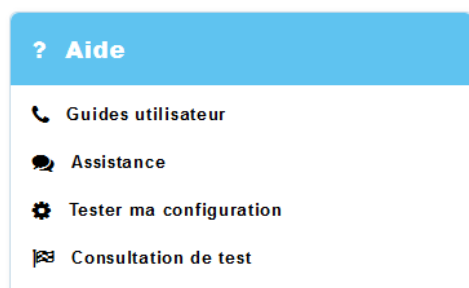 ? Aide
Guides utilisateur
Assistance
Tester ma configuration
Consultation de test